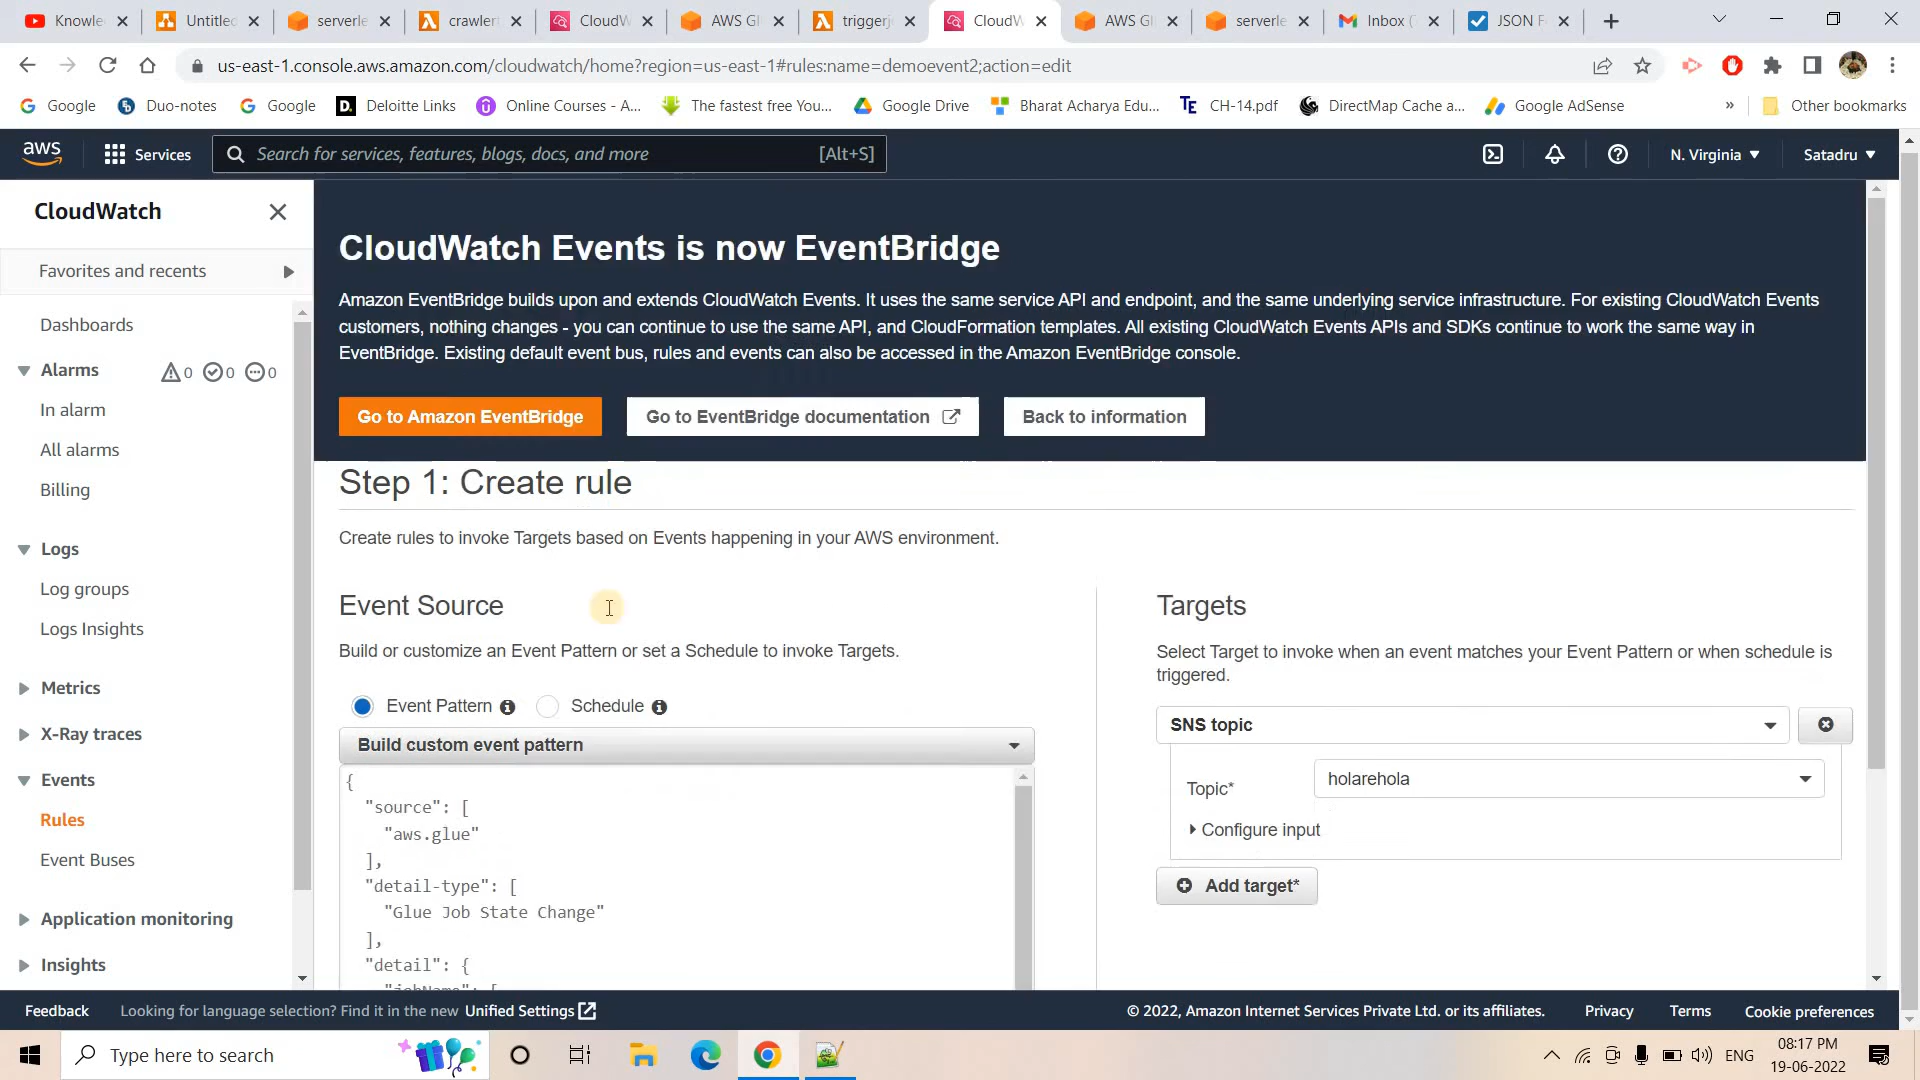 Knowle
Untitled
serverle
crawlert
CloudW
AWS Gl
triggerj
CloudW
AWS Gl
serverle
Inbox (
JSON F
us-east-1.console.aws.amazon.com/cloudwatch/home?region=us-east-1#rules:name=demoevent2;action=edit
Google
Duo-notes
Google
Deloitte Links
Online Courses - A...
The fastest free You...
Google Drive
Bharat Acharya Edu...
CH-14.pdf
DirectMap Cache a...
Google AdSense
»
Other bookmarks
aws
Services
Search for services, features, blogs, docs, and more
[Alt+S]
N. Virginia
Satadru
CloudWatch
Favorites and recents
Dashboards
Alarms
0
0
0
In alarm
All alarms
Billing
Logs
Log groups
Logs Insights
Metrics
X-Ray traces
Events
Rules
Event Buses
Application monitoring
Insights
CloudWatch Events is now EventBridge
Amazon EventBridge builds upon and extends CloudWatch Events. It uses the same service API and endpoint, and the same underlying service infrastructure. For existing CloudWatch Events
customers, nothing changes - you can continue to use the same API, and CloudFormation templates. All existing CloudWatch Events APIs and SDKs continue to work the same way in
EventBridge. Existing default event bus, rules and events can also be accessed in the Amazon EventBridge console.
Go to Amazon EventBridge
Go to EventBridge documentation
Back to information
Step 1: Create rule
Create rules to invoke Targets based on Events happening in your AWS environment.
Event Source
Build or customize an Event Pattern or set a Schedule to invoke Targets.
Event Pattern
Schedule
Build custom event pattern
{
"source": [
"aws.glue"
],
"detail-type": [
"Glue Job State Change"
],
"detail": {
"jobName": [
Targets
Select Target to invoke when an event matches your Event Pattern or when schedule is
triggered.
SNS topic
Topic*
holarehola
Configure input
Add target*
Feedback
Looking for language selection? Find it in the new Unified Settings
© 2022, Amazon Internet Services Private Ltd. or its affiliates.
Privacy
Terms
Cookie preferences
Type here to search
ENG
08:17 PM
19-06-2022